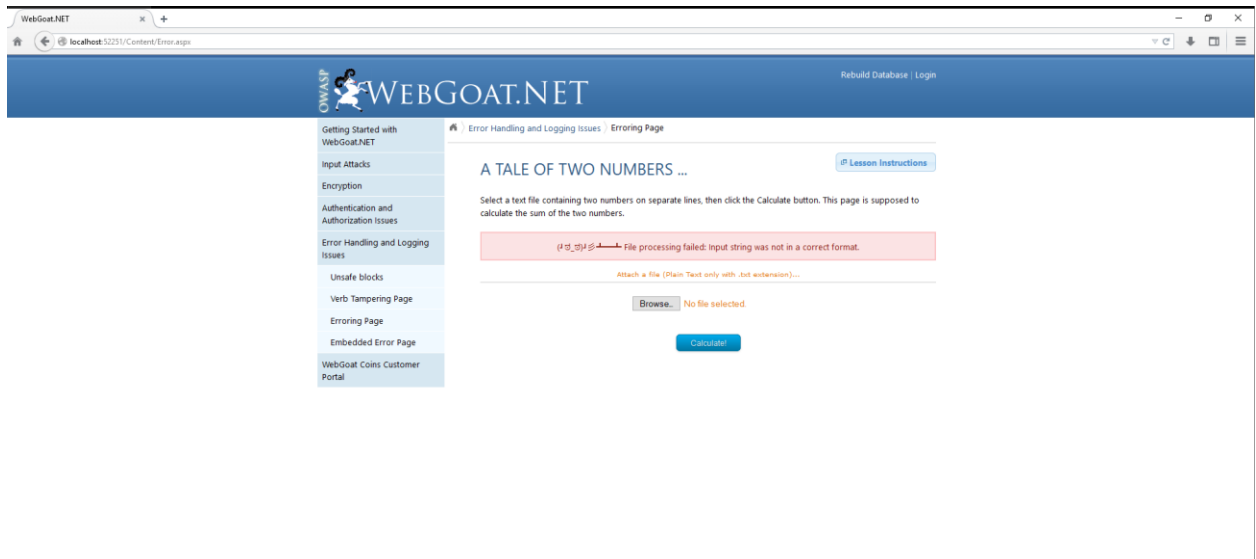 WebGoat.NET
localhost:52251/Content/Error.aspx
OWASP WEBGOAT.NET
Rebuild Database | Login
Getting Started with
WebGoat.NET
Input Attacks
Encryption
Authentication and
Authorization Issues
Error Handling and Logging
Issues
Unsafe blocks
Verb Tampering Page
Erroring Page
Embedded Error Page
WebGoat Coins Customer
Portal
Error Handling and Logging Issues Erroring Page
A TALE OF TWO NUMBERS ...
Lesson Instructions
Select a text file containing two numbers on separate lines, then click the Calculate button. This page is supposed to
calculate the sum of the two numbers.
(┛ಠ_ಠ)┛彡┻━┻ File processing failed: Input string was not in a correct format.
Attach a file (Plain Text only with .txt extension)...
Browse.. No file selected.
Calculate!